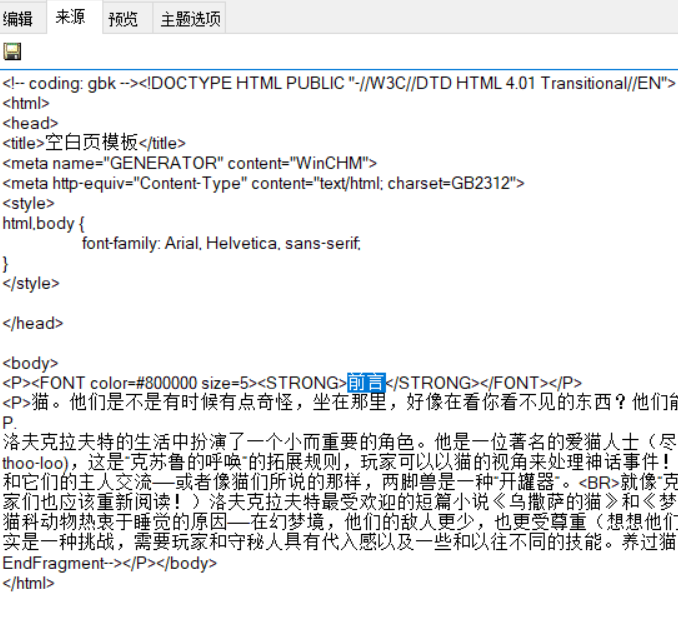 编辑 来源 预览 主题选项
<!-- coding: gbk --><!DOCTYPE HTML PUBLIC "-//W3C//DTD HTML 4.01 Transitional//EN">
<html>
<head>
<title>空白页模板</title>
<meta name="GENERATOR" content="WinCHM">
<meta http-equiv="Content-Type" content="text/html; charset=GB2312">
<style>
html,body {
font-family: Arial, Helvetica, sans-serif;
}
</style>
</head>
<body>
<P><FONT color=#800000 size=5><STRONG>前言</STRONG></FONT></P>
<P>猫。他们是不是有时候有点奇怪，坐在那里，好像在看你看不见的东西？他们能
P.
洛夫克拉夫特的生活中扮演了一个小而重要的角色。他是一位著名的爱猫人士（尽
thoo-loo)，这是“克苏鲁的呼唤”的拓展规则，玩家可以以猫的视角来处理神话事件！
和它们的主人交流——或者像猫们所说的那样，两脚兽是一种“开罐器”。<BR>就像“克
家们也应该重新阅读！）洛夫克拉夫特最受欢迎的短篇小说《乌撒萨的猫》和《梦
猫科动物热衷于睡觉的原因——在幻梦境，他们的敌人更少，也更受尊重（想想他们
实是一种挑战，需要玩家和守秘人具有代入感以及一些和以往不同的技能。养过猫
EndFragment--></P></body>
</html>